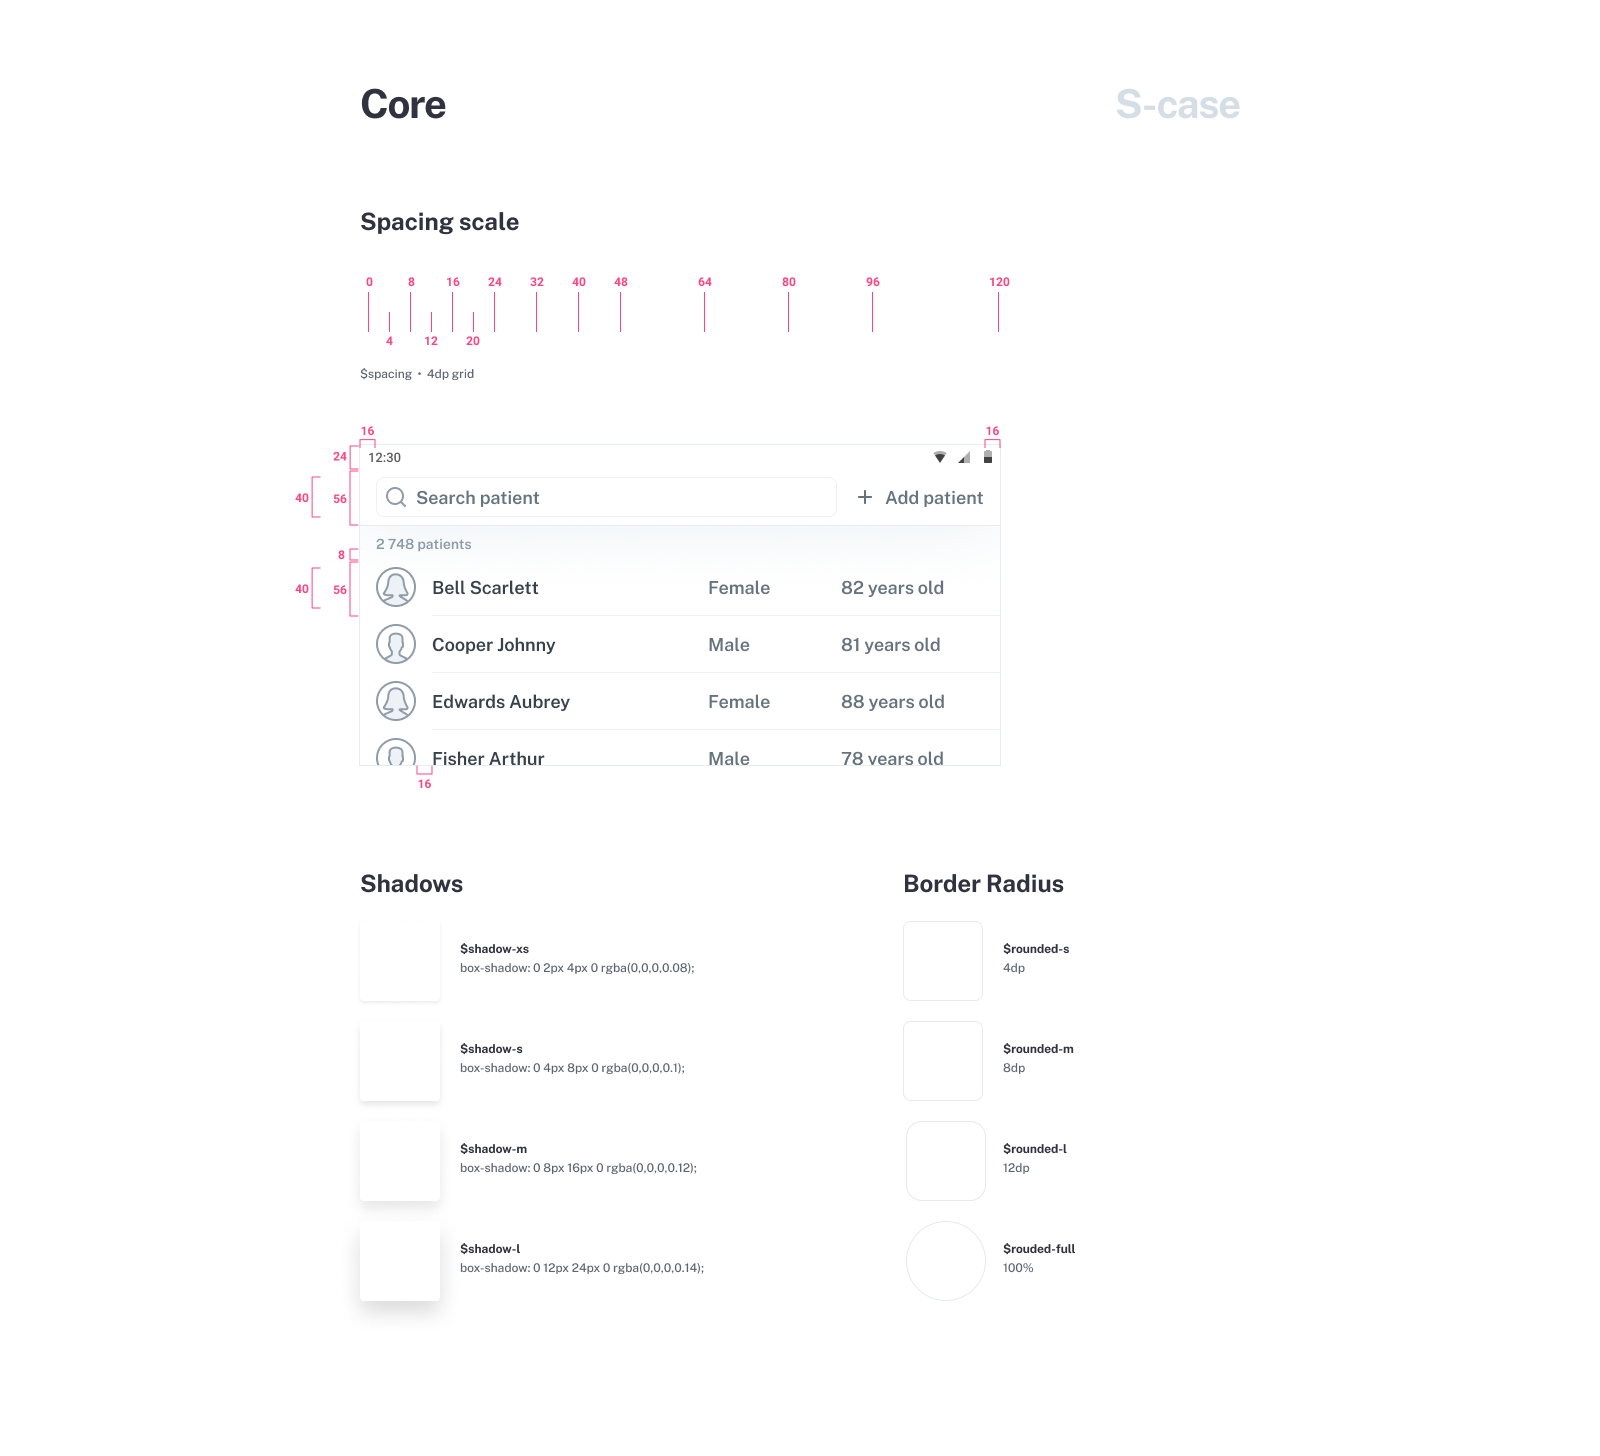 Core
S-case
Spacing scale
0 8 16 24 32 40 48 64 80 96 120
4 12 20
$spacing • 4dp grid
16 16
24 12:30
40 56 Search patient + Add patient
2 748 patients
8
40 56 Bell Scarlett Female 82 years old
Cooper Johnny Male 81 years old
Edwards Aubrey Female 88 years old
Fisher Arthur Male 78 years old
16
Shadows
$shadow-xs
box-shadow: 0 2px 4px 0 rgba(0,0,0,0.08);
$shadow-s
box-shadow: 0 4px 8px 0 rgba(0,0,0,0.1);
$shadow-m
box-shadow: 0 8px 16px 0 rgba(0,0,0,0.12);
$shadow-l
box-shadow: 0 12px 24px 0 rgba(0,0,0,0.14);
Border Radius
$rounded-s
4dp
$rounded-m
8dp
$rounded-l
12dp
$rouded-full
100%